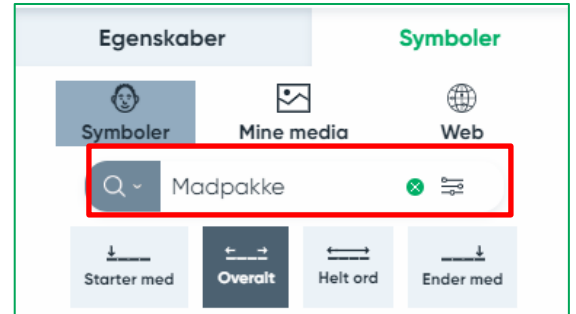 Egenskaber Symboler
Symboler Mine media Web
Madpakke
Starter med Overalt Helt ord Ender med